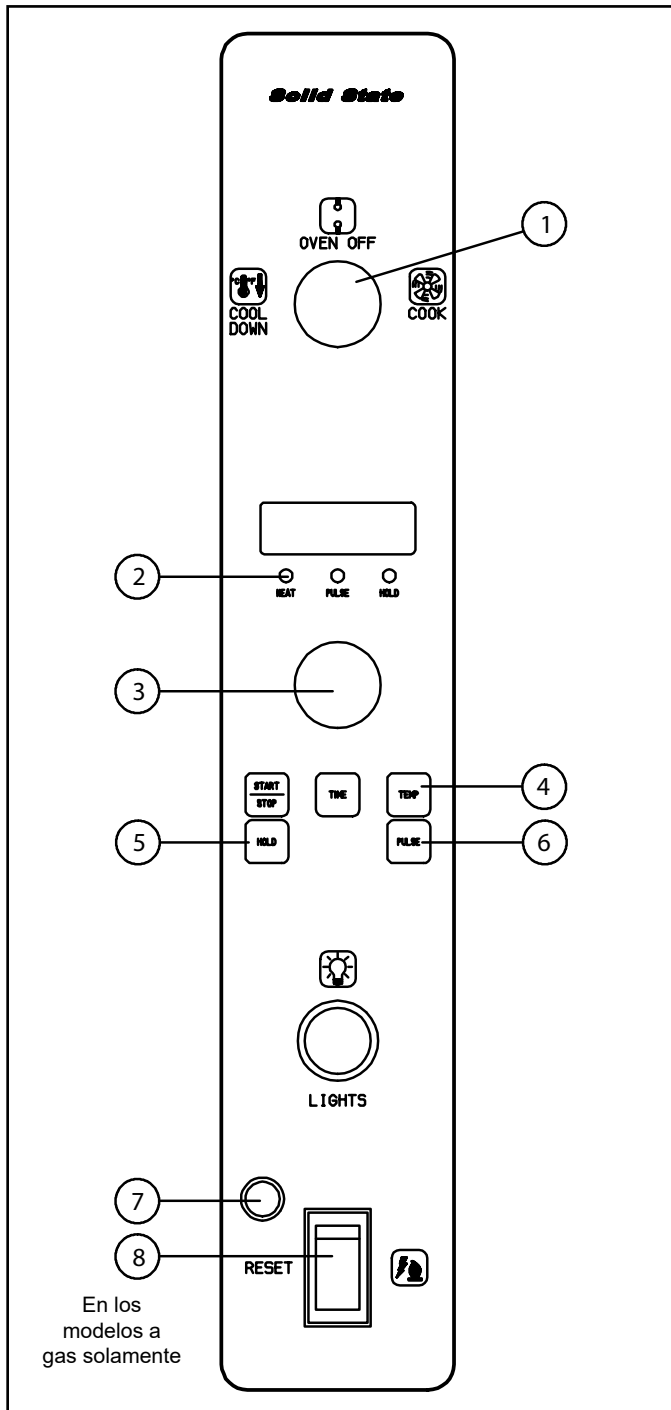 Solid State
OVEN OFF
1
°C °F
COOL
DOWN
COOK
2
HEAT
PULSE
HOLD
3
START
STOP
TIME
TEMP
4
5
HOLD
PULSE
6
LIGHTS
7
8
RESET
En los
modelos a
gas solamente